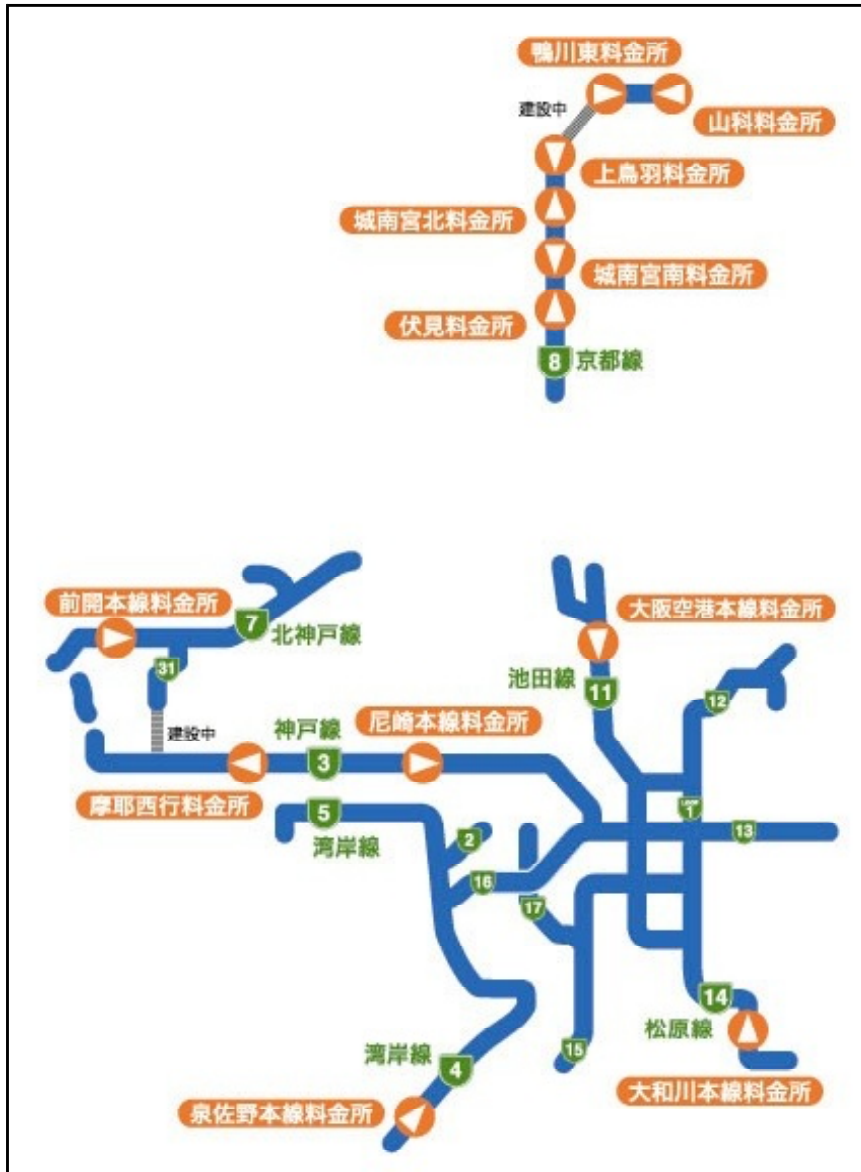 鴨川東料金所
建設中
山科料金所
上鳥羽料金所
城南宮北料金所
城南宮南料金所
伏見料金所
8 京都線
前開本線料金所
7
北神戸線
31
建設中
大阪空港本線料金所
池田線
11
12
神戸線
3
尼崎本線料金所
摩耶西行料金所
5
湾岸線
2
LOOP
1
13
16
17
14
松原線
湾岸線
4
15
大和川本線料金所
泉佐野本線料金所